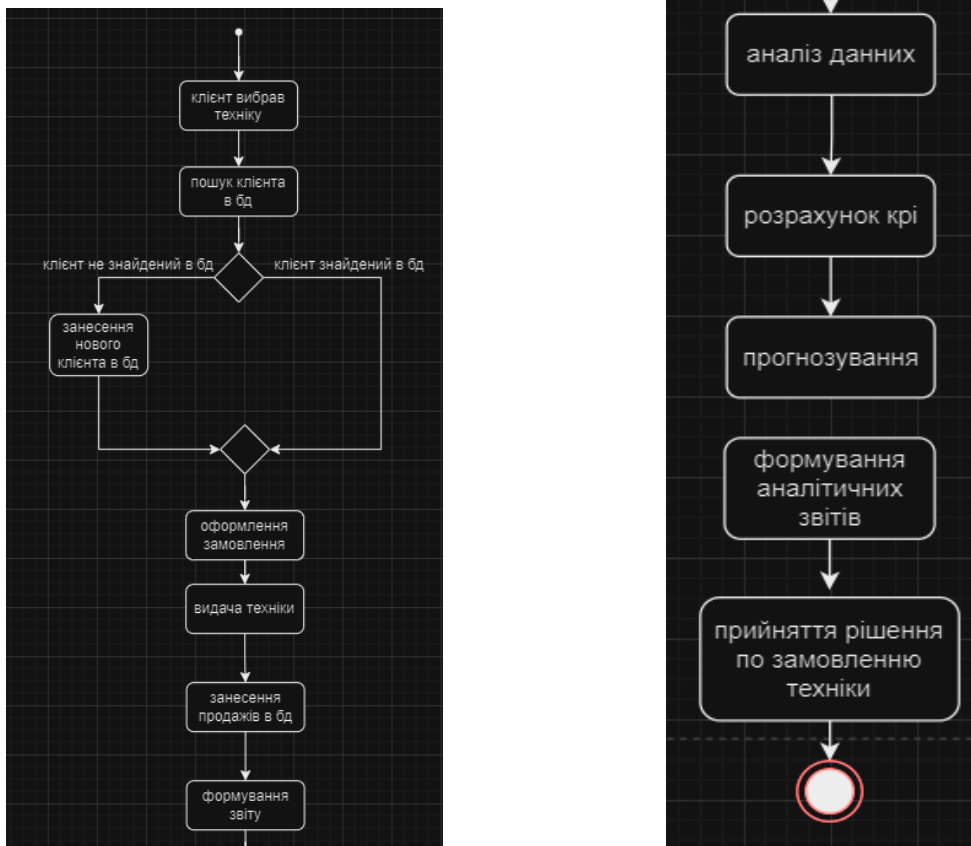 клієнт вибрав
техніку
пошук клієнта
в бд
клієнт не знайдений в бд
клієнт знайдений в бд
занесення
нового
клієнта в бд
оформлення
замовлення
видача техніки
занесення
продажів в бд
формування
звіту
аналіз данних
розрахунок крі
прогнозування
формування
аналітичних
звітів
прийняття рішення
по замовленню
техніки